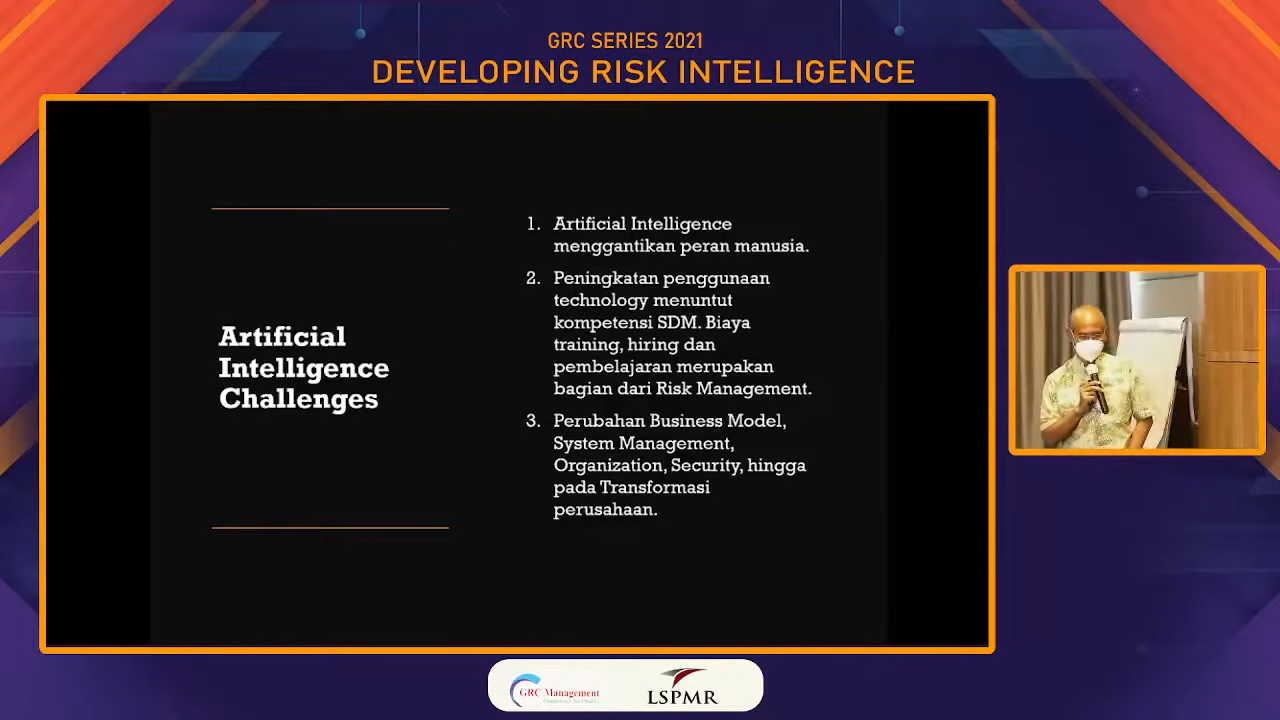 GRC SERIES 2021
DEVELOPING RISK INTELLIGENCE
Artificial
Intelligence
Challenges
1. Artificial Intelligence
menggantikan peran manusia.
2. Peningkatan penggunaan
technology menuntut
kompetensi SDM. Biaya
training, hiring dan
pembelajaran merupakan
bagian dari Risk Management.
3. Perubahan Business Model,
System Management,
Organization, Security, hingga
pada Transformasi
perusahaan.
GRC Management
LSPMR